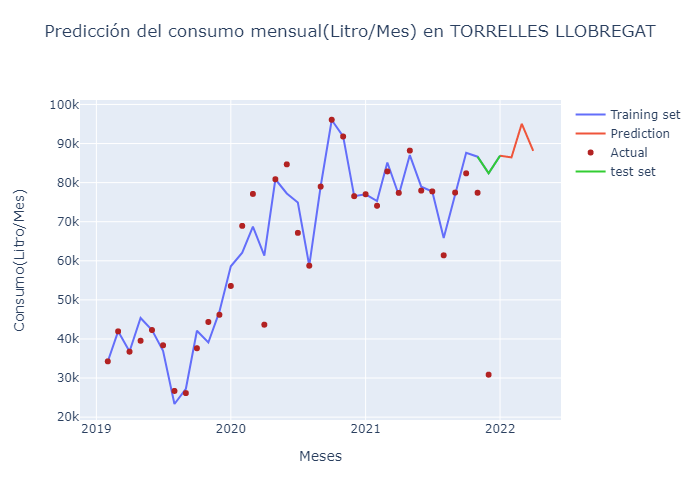 Predicción del consumo mensual(Litro/Mes) en TORRELLES LLOBREGAT
100k
90k
80k
70k
60k
50k
40k
30k
20k
Consumo(Litro/Mes)
2019
2020
2021
2022
Meses
Training set
Prediction
Actual
test set